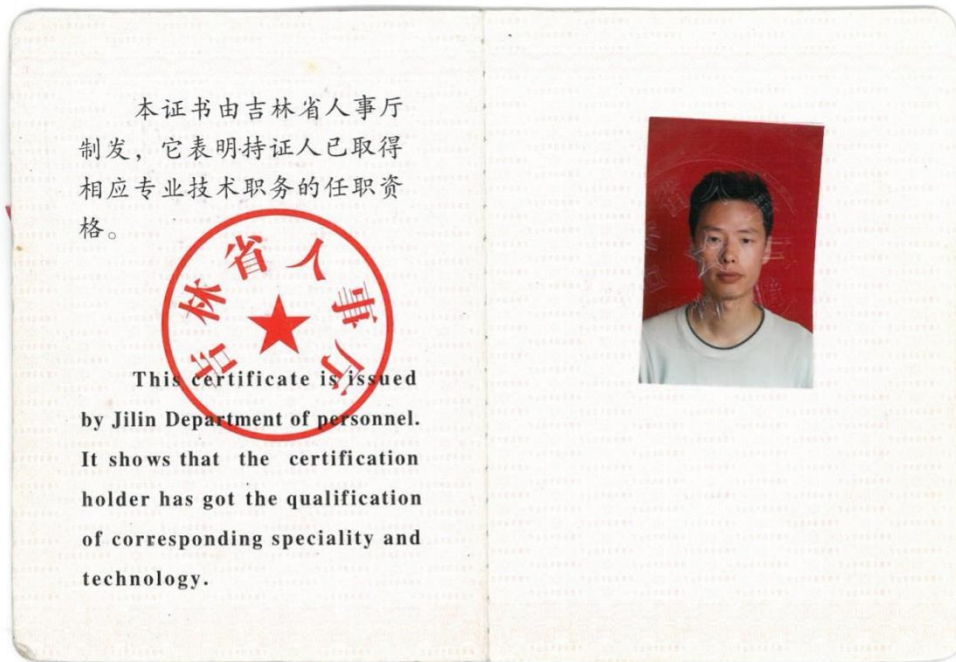 本证书由吉林省人事厅
制发，它表明持证人已取得
相应专业技术职务的任职资
格。
吉林省人事厅
This certificate is issued
by Jilin Department of personnel.
It shows that the certification
holder has got the qualification
of corresponding speciality and
technology.